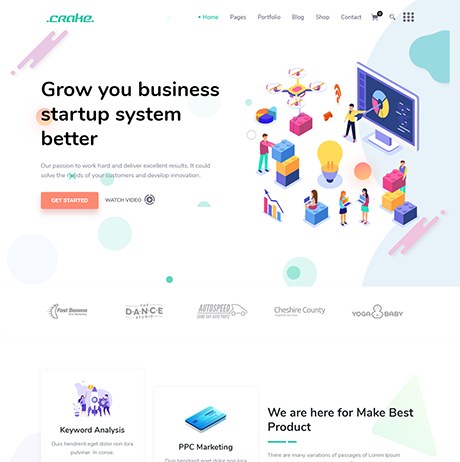 .crake.
Home Pages Portfolio Blog Shop Contact
Grow you business
startup system
better
Our passion to work hard and deliver excellent results. It could
solve the needs of your customers and develop innovation.
GET STARTED WATCH VIDEO
Fast Banana
THE
DANCE
STUDIO
AUTOSPEED
Cheshire County
YOGA BABY
Keyword Analysis
Duis hendrerit eget dolor non lora
pulvinar. In conse.
PPC Marketing
Duis hendrerit eget dolor non lora
We are here for Make Best
Product
There are many variations of passages of Lorem Ipsum